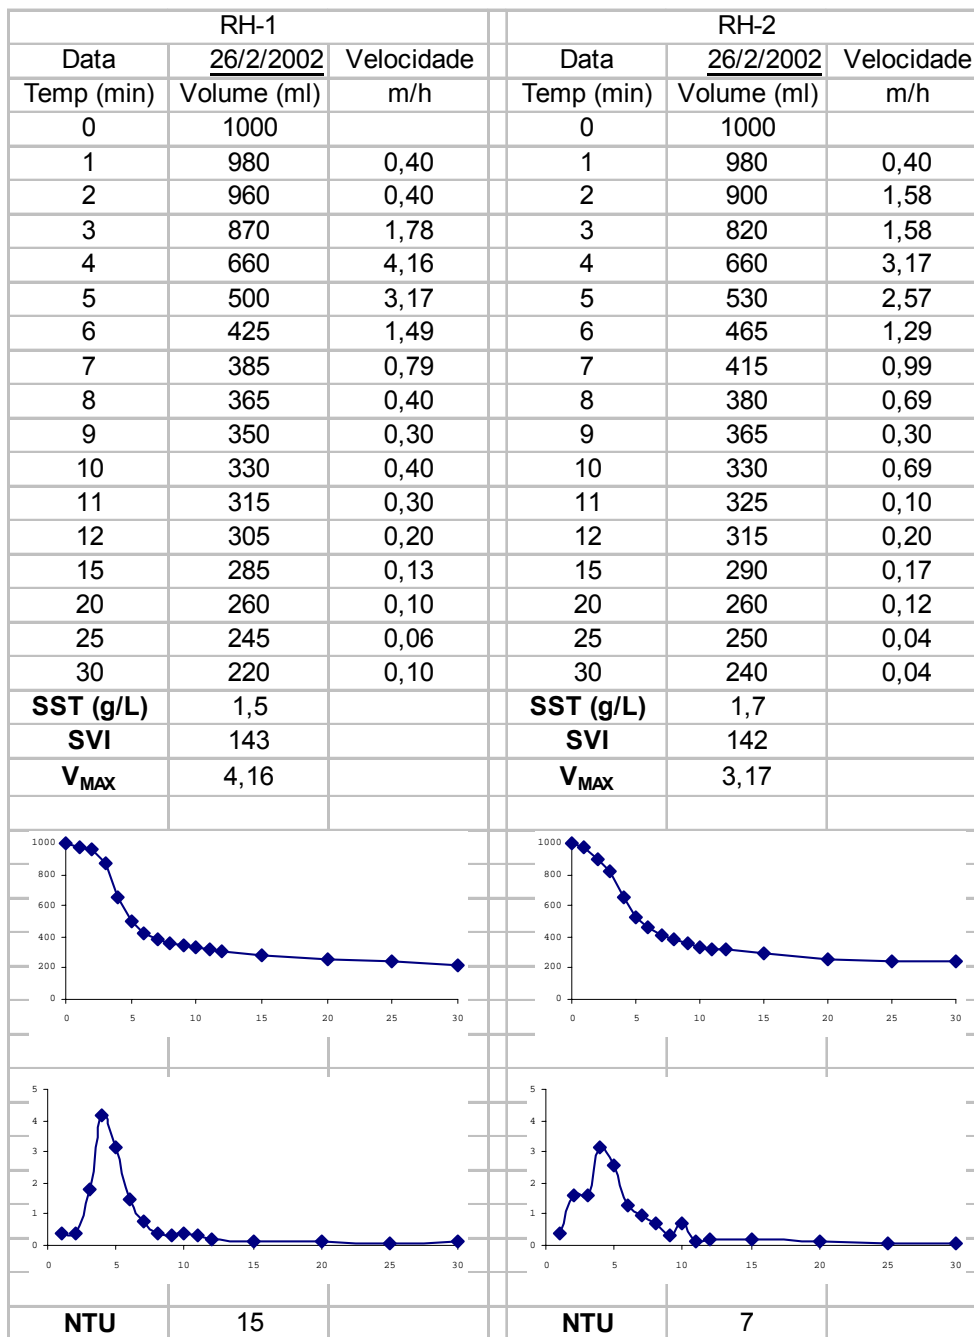 RH-1 RH-2
Data 26/2/2002 Velocidade Data 26/2/2002 Velocidade
Temp (min) Volume (ml) m/h Temp (min) Volume (ml) m/h
0 1000 0 1000
1 980 0,40 1 980 0,40
2 960 0,40 2 900 1,58
3 870 1,78 3 820 1,58
4 660 4,16 4 660 3,17
5 500 3,17 5 530 2,57
6 425 1,49 6 465 1,29
7 385 0,79 7 415 0,99
8 365 0,40 8 380 0,69
9 350 0,30 9 365 0,30
10 330 0,40 10 330 0,69
11 315 0,30 11 325 0,10
12 305 0,20 12 315 0,20
15 285 0,13 15 290 0,17
20 260 0,10 20 260 0,12
25 245 0,06 25 250 0,04
30 220 0,10 30 240 0,04
SST (g/L) 1,5 SST (g/L) 1,7
SVI 143 SVI 142
VMAX 4,16 VMAX 3,17
1000 1000
800 800
600 600
400 400
200 200
0 0
0 5 10 15 20 25 30 0 5 10 15 20 25 30
5 5
4 4
3 3
2 2
1 1
0 0
0 5 10 15 20 25 30 0 5 10 15 20 25 30
NTU 15 NTU 7